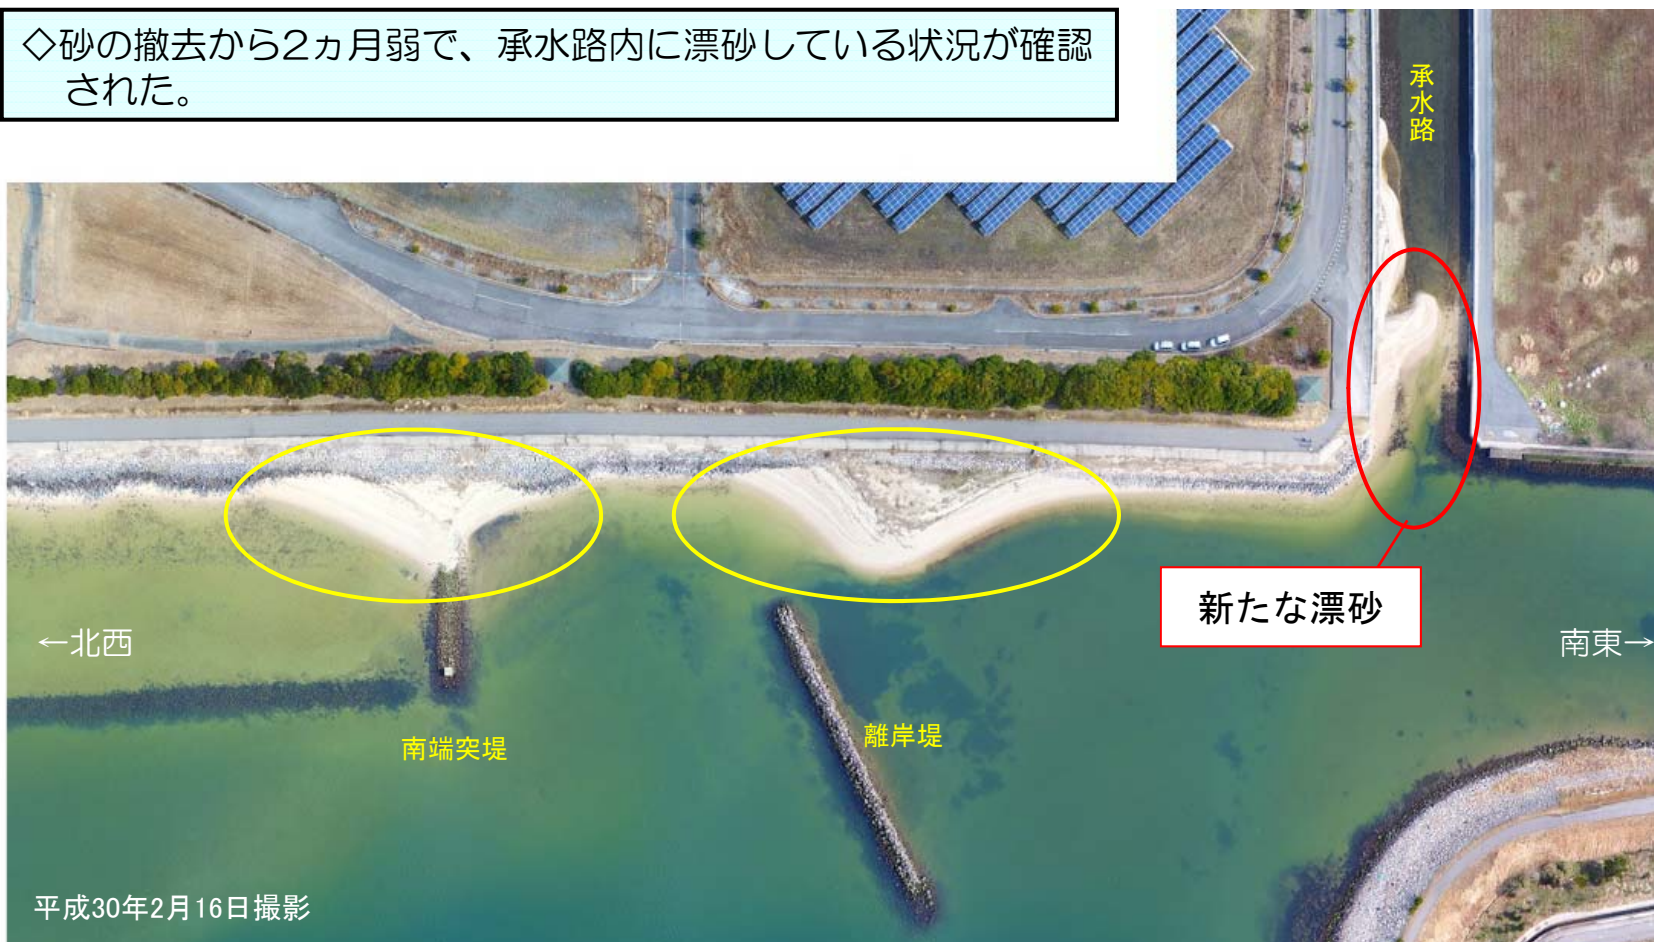 ◇砂の撤去から2ヵ月弱で、承水路内に漂砂している状況が確認
された。
承水路
新たな漂砂
←北西
南東→
南端突堤
離岸堤
平成30年2月16日撮影